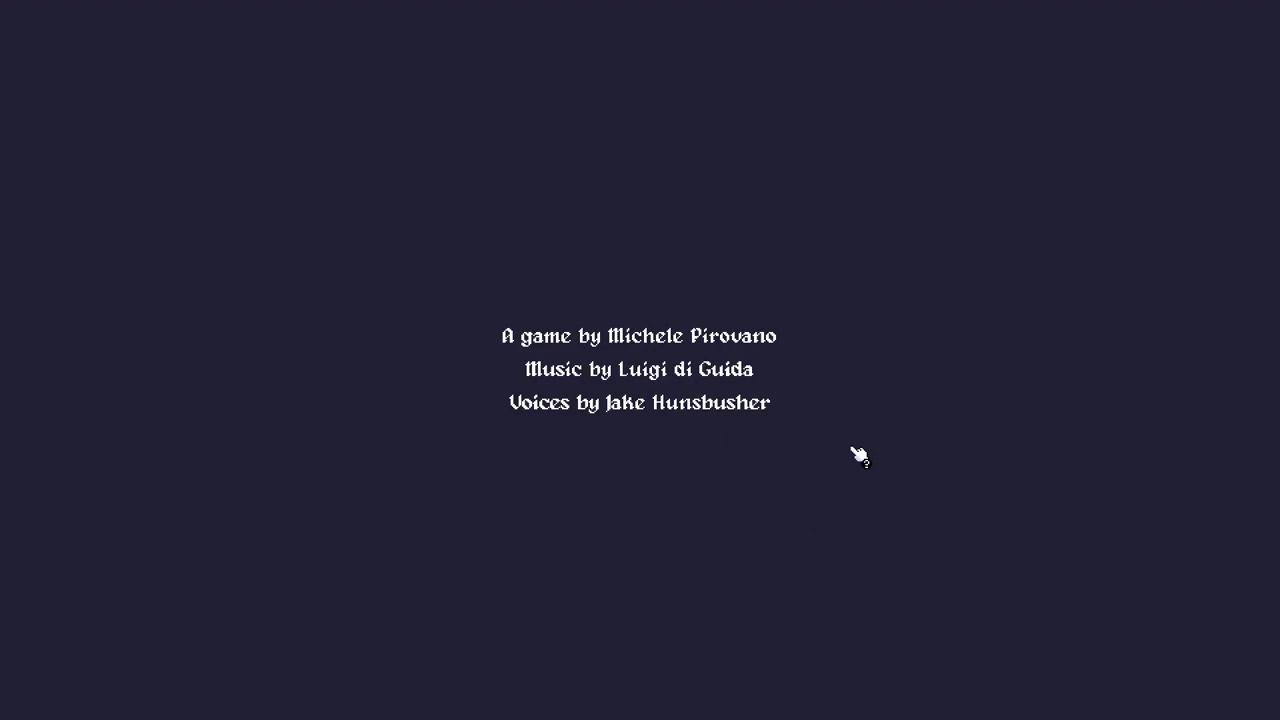 A game by Michele Pirovano
Music by Luigi di Guida
Voices by Jake Hunsbusher